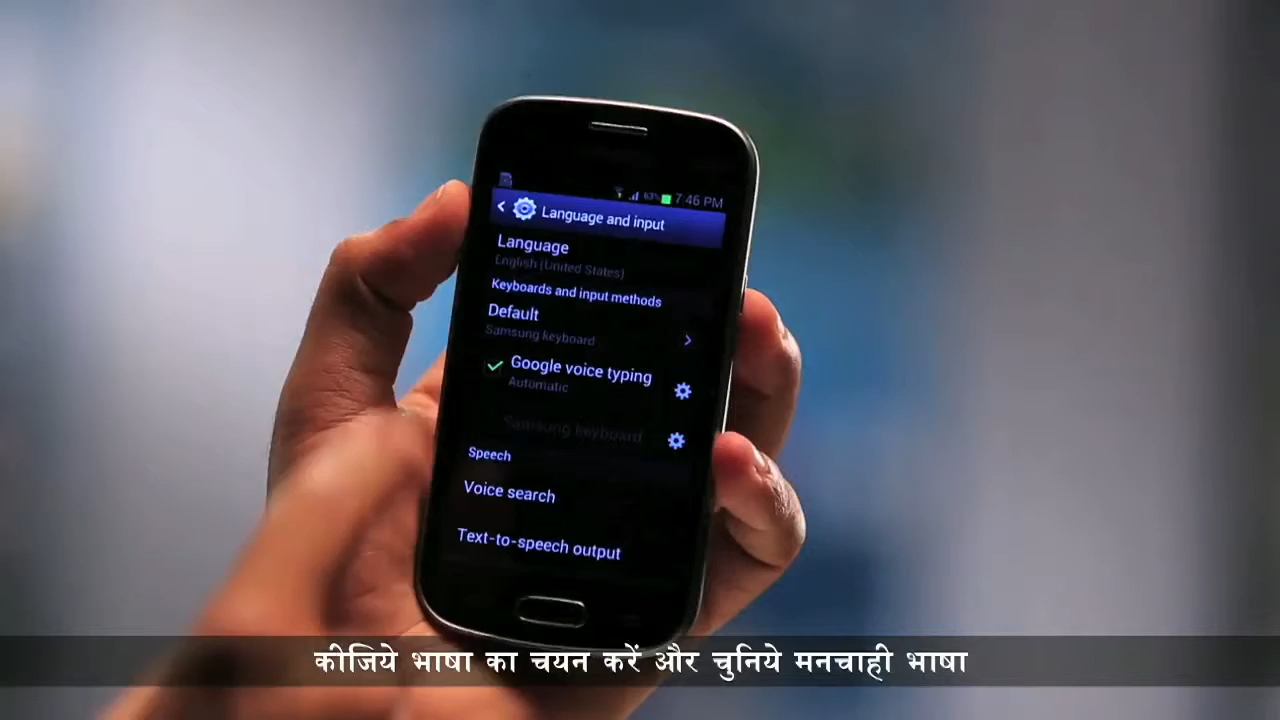 63% 7:46 PM
Language and input
Language
English (United States)
Keyboards and input methods
Default
Samsung keyboard
Google voice typing
Automatic
Samsung keyboard
Speech
Voice search
Text-to-speech output
कीजिये भाषा का चयन करें और चुनिये मनचाही भाषा